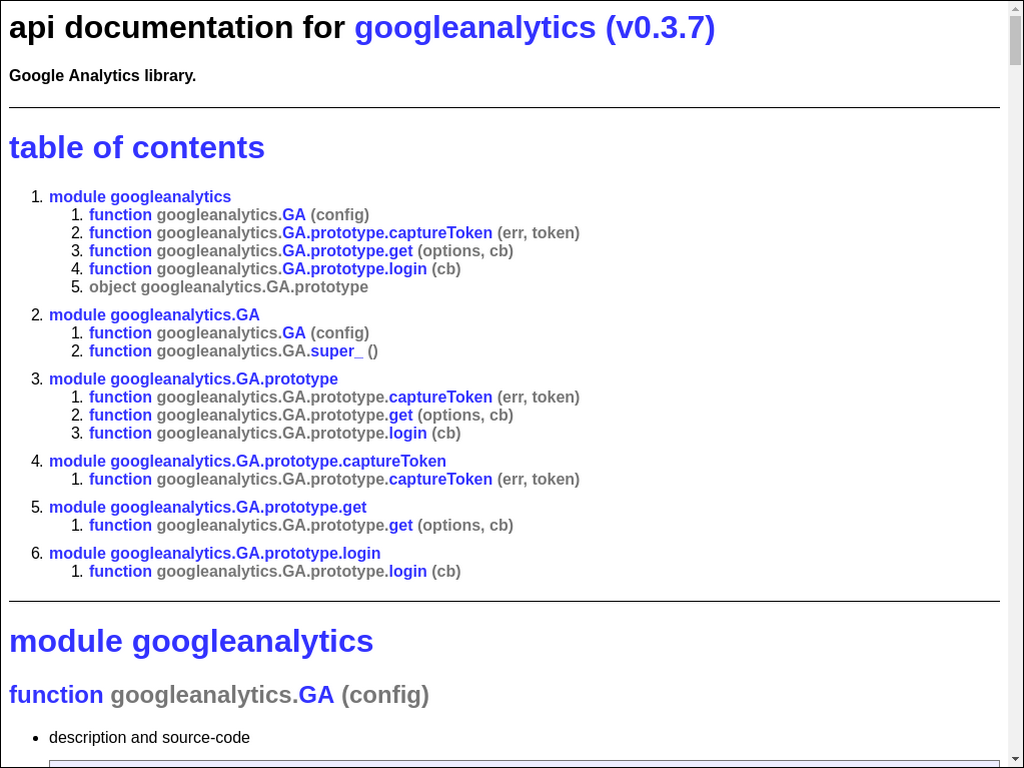 api documentation for googleanalytics (v0.3.7)
Google Analytics library.
table of contents
1. module googleanalytics
1. function googleanalytics.GA (config)
2. function googleanalytics.GA.prototype.captureToken (err, token)
3. function googleanalytics.GA.prototype.get (options, cb)
4. function googleanalytics.GA.prototype.login (cb)
5. object googleanalytics.GA.prototype
2. module googleanalytics.GA
1. function googleanalytics.GA (config)
2. function googleanalytics.GA.super_ ()
3. module googleanalytics.GA.prototype
1. function googleanalytics.GA.prototype.captureToken (err, token)
2. function googleanalytics.GA.prototype.get (options, cb)
3. function googleanalytics.GA.prototype.login (cb)
4. module googleanalytics.GA.prototype.captureToken
1. function googleanalytics.GA.prototype.captureToken (err, token)
5. module googleanalytics.GA.prototype.get
1. function googleanalytics.GA.prototype.get (options, cb)
6. module googleanalytics.GA.prototype.login
1. function googleanalytics.GA.prototype.login (cb)
module googleanalytics
function googleanalytics.GA (config)
• description and source-code